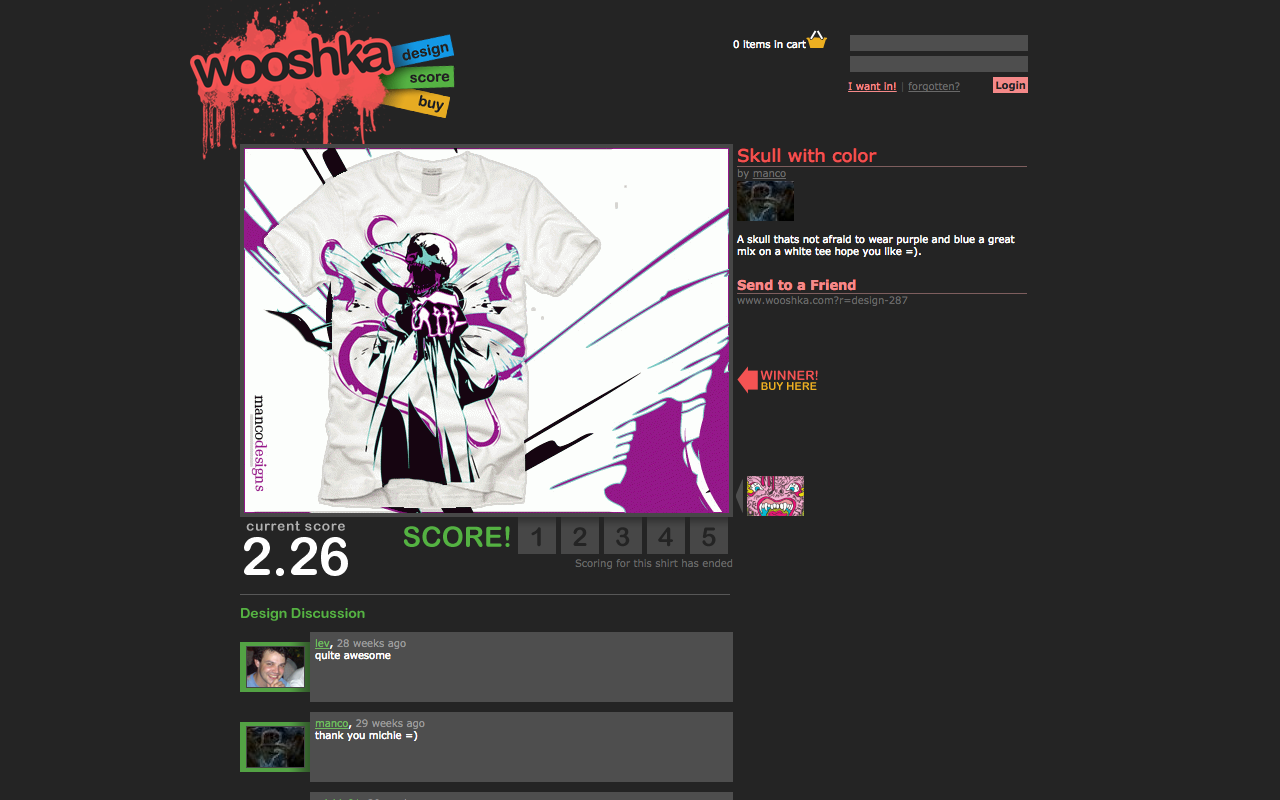 wooshka
design
score
buy
0 items in cart
I want in! | forgotten?
Login
Skull with color
by manco
A skull thats not afraid to wear purple and blue a great
mix on a white tee hope you like =).
Send to a Friend
www.wooshka.com?r=design-287
WINNER!
BUY HERE
mancodesigns
current score
2.26
SCORE! 1 2 3 4 5
Scoring for this shirt has ended
Design Discussion
lev, 28 weeks ago
quite awesome
manco, 29 weeks ago
thank you michie =)